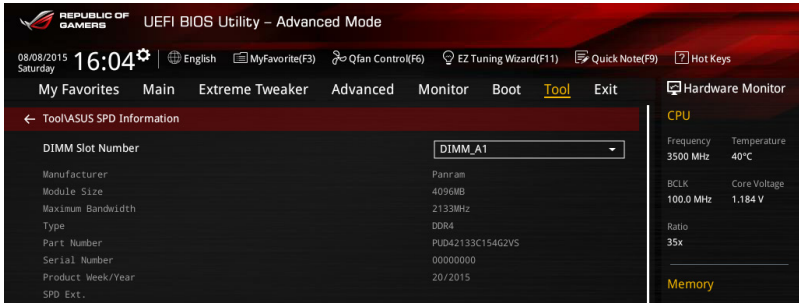 REPUBLIC OF
GAMERS
UEFI BIOS Utility – Advanced Mode
08/08/2015
Saturday
16:04
English
MyFavorite(F3)
Qfan Control(F6)
EZ Tuning Wizard(F11)
Quick Note(F9)
? Hot Keys
My Favorites Main Extreme Tweaker Advanced Monitor Boot Tool Exit
Hardware Monitor
← Tool\ASUS SPD Information
DIMM Slot Number DIMM_A1
Manufacturer Panram
Module Size 4096MB
Maximum Bandwidth 2133MHz
Type DDR4
Part Number PUD42133C154G2VS
Serial Number 00000000
Product Week/Year 20/2015
SPD Ext.
CPU
Frequency Temperature
3500 MHz 40°C
BCLK Core Voltage
100.0 MHz 1.184 V
Ratio
35x
Memory